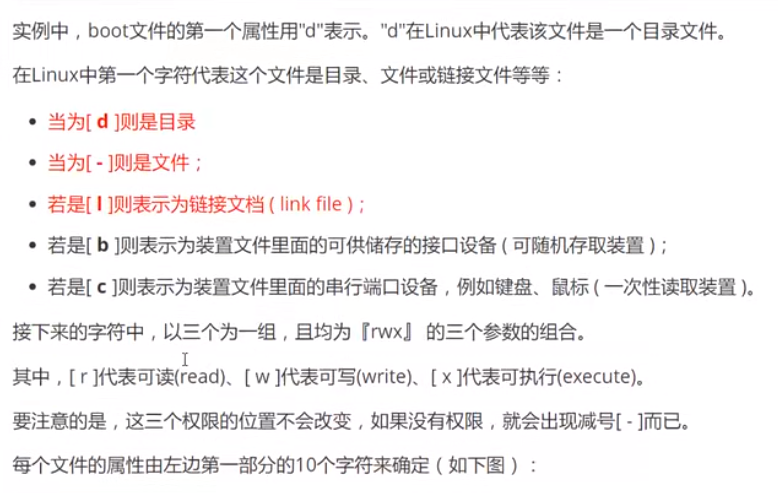 实例中，boot文件的第一个属性用"d"表示。"d"在Linux中代表该文件是一个目录文件。
在Linux中第一个字符代表这个文件是目录、文件或链接文件等等：
• 当为[ d ]则是目录
• 当为[ - ]则是文件；
• 若是[ l ]则表示为链接文档 ( link file )；
• 若是[ b ]则表示为装置文件里面的可供储存的接口设备 ( 可随机存取装置 )；
• 若是[ c ]则表示为装置文件里面的串行端口设备，例如键盘、鼠标 ( 一次性读取装置 )。
接下来的字符中，以三个为一组，且均为『rwx』 的三个参数的组合。
其中，[ r ]代表可读(read)、[ w ]代表可写(write)、[ x ]代表可执行(execute)。
要注意的是，这三个权限的位置不会改变，如果没有权限，就会出现减号[ - ]而已。
每个文件的属性由左边第一部分的10个字符来确定（如下图）：